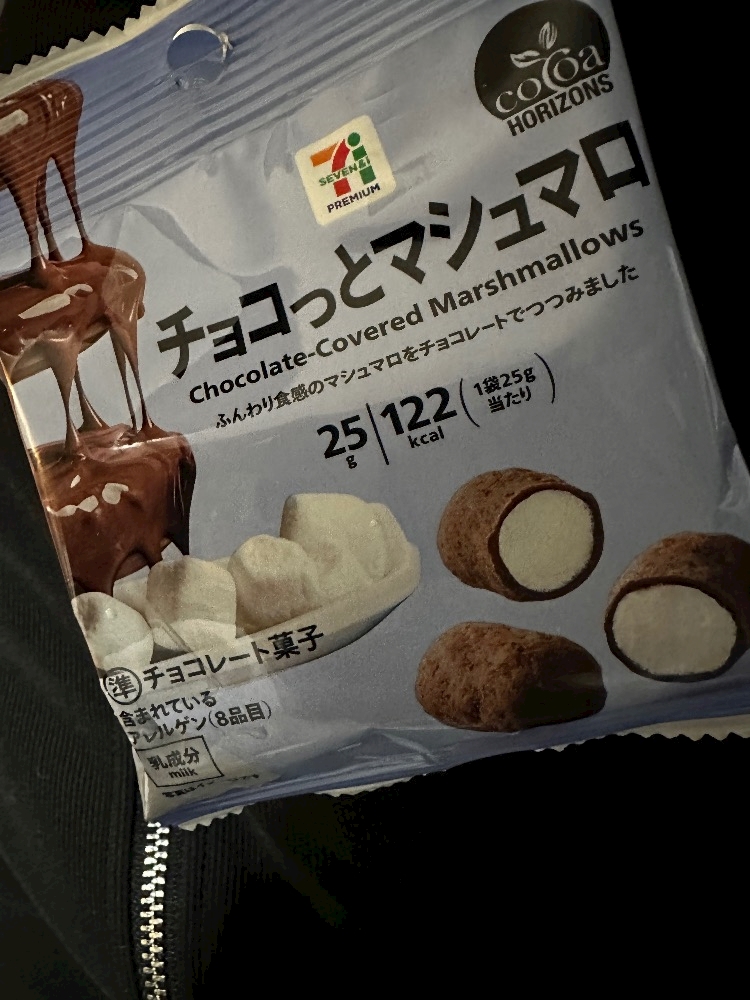 cocoa
HORIZONS
7i
SEVEN&i
PREMIUM
チョコっとマシュマロ
Chocolate-Covered Marshmallows
ふんわり食感のマシュマロをチョコレートでつつみました
25g 122kcal (1袋25g当たり)
準チョコレート菓子
含まれている
アレルゲン(8品目)
乳成分
milk